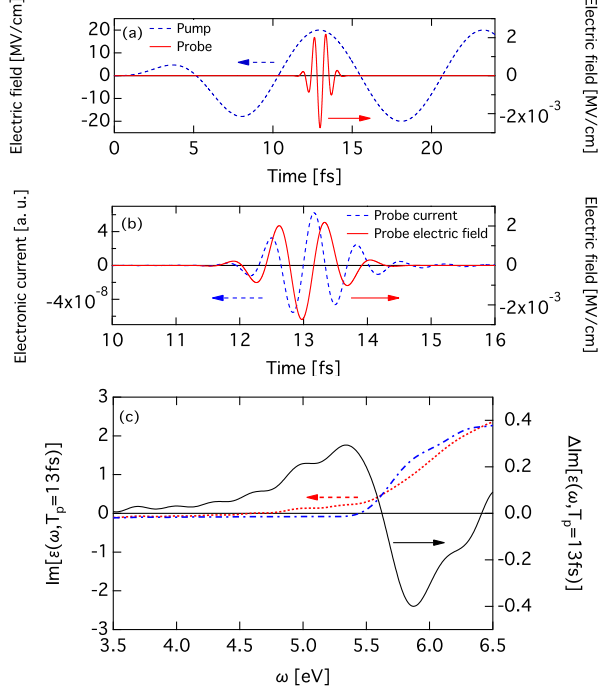 (a)
Pump
Probe
Electric field [MV/cm]
20
10
0
-10
-20
2
0
-2x10⁻³
Electric field [MV/cm]
0 5 10 15 20
Time [fs]
(b)
Probe current
Probe electric field
Electronic current [a. u.]
4
0
-4x10⁻⁸
2
0
-2x10⁻³
Electric field [MV/cm]
10 11 12 13 14 15 16
Time [fs]
(c)
Im[ε(ω,Tₚ=13fs)]
3
2
1
0
-1
-2
-3
0.4
0.2
0.0
-0.2
-0.4
ΔIm[ε(ω,Tₚ=13fs)]
3.5 4.0 4.5 5.0 5.5 6.0 6.5
ω [eV]